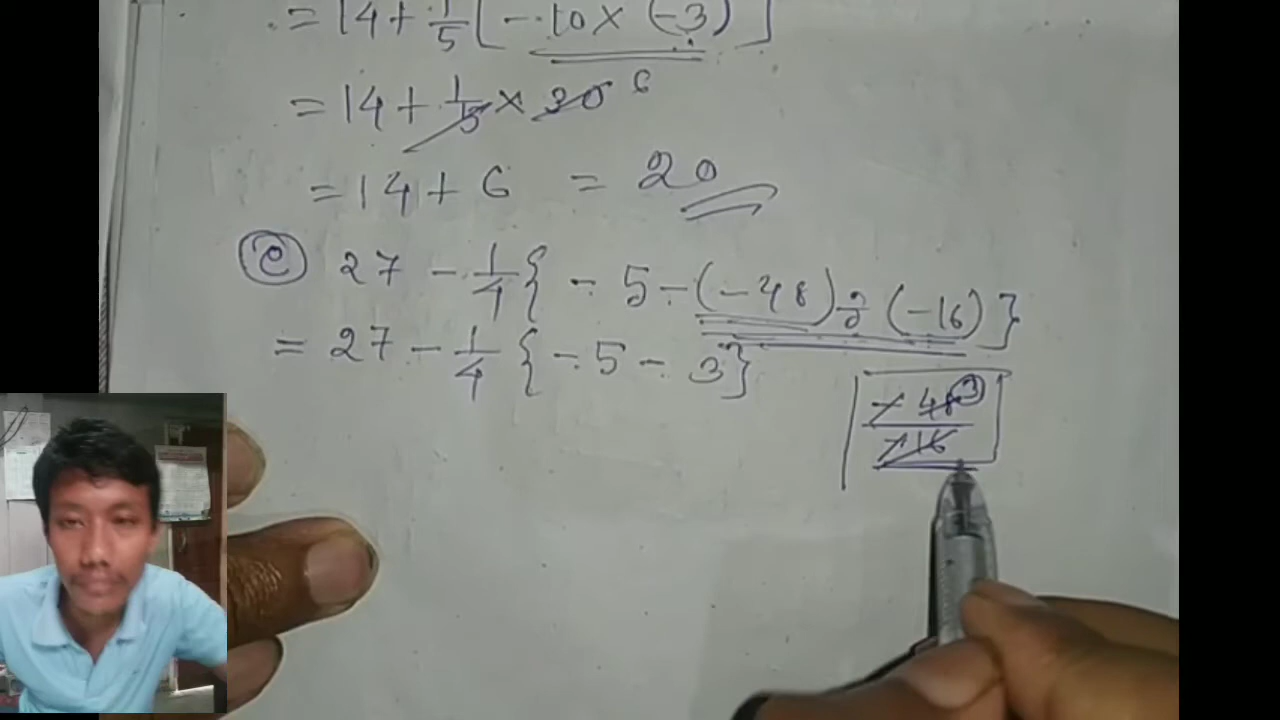 = 14 + 1/5 [ -10 × (-3) ]
= 14 + 1/5 × 30 6
= 14 + 6 = 20
(e) 27 - 1/4 { - 5 - (-48) ÷ (-16) }
= 27 - 1/4 { - 5 - 3 }
-48 3
-16